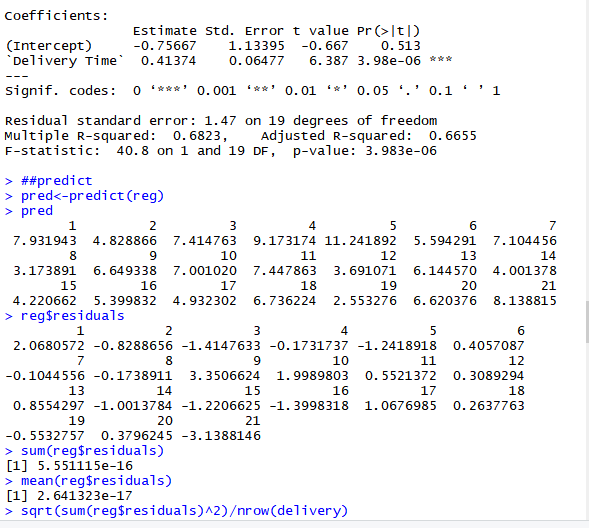 Coefficients:
              Estimate Std. Error t value Pr(>|t|)
(Intercept)   -0.75667    1.13395  -0.667    0.513
`Delivery Time`  0.41374    0.06477   6.387 3.98e-06 ***
---
Signif. codes:  0 ‘***’ 0.001 ‘**’ 0.01 ‘*’ 0.05 ‘.’ 0.1 ‘ ’ 1
Residual standard error: 1.47 on 19 degrees of freedom
Multiple R-squared:  0.6823,    Adjusted R-squared:  0.6655
F-statistic:  40.8 on 1 and 19 DF,  p-value: 3.983e-06
> ##predict
> pred<-predict(reg)
> pred
        1         2         3         4         5         6         7
 7.931943  4.828866  7.414763  9.173174 11.241892  5.594291  7.104456
        8         9        10        11        12        13        14
 3.173891  6.649338  7.001020  7.447863  3.691071  6.144570  4.001378
       15        16        17        18        19        20        21
 4.220662  5.399832  4.932302  6.736224  2.553276  6.620376  8.138815
> reg$residuals
         1          2          3          4          5          6
 2.0680572 -0.8288656 -1.4147633 -0.1731737 -1.2418918  0.4057087
         7          8          9         10         11         12
-0.1044556 -0.1738911  3.3506624  1.9989803  0.5521372  0.3089294
        13         14         15         16         17         18
 0.8554297 -1.0013784 -1.2206625 -1.3998318  1.0676985  0.2637763
        19         20         21
-0.5532757  0.3796245 -3.1388146
> sum(reg$residuals)
[1] 5.551115e-16
> mean(reg$residuals)
[1] 2.641323e-17
> sqrt(sum(reg$residuals)^2)/nrow(delivery)